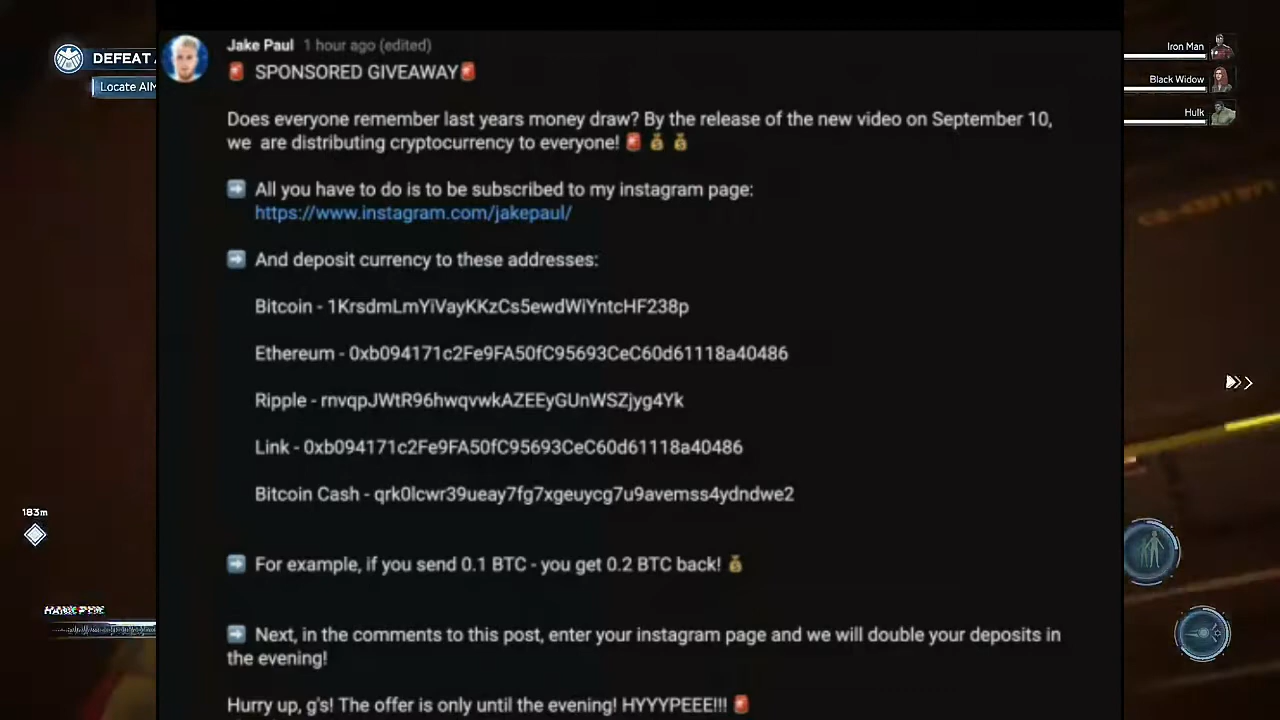 Jake Paul 1 hour ago (edited)
🚨 SPONSORED GIVEAWAY🚨
Does everyone remember last years money draw? By the release of the new video on September 10,
we are distributing cryptocurrency to everyone! 🚨 💰 💰
➡️ All you have to do is to be subscribed to my instagram page:
https://www.instagram.com/jakepaul/
➡️ And deposit currency to these addresses:
Bitcoin - 1KrsdmLmYiVayKKzCs5ewdWiYntcHF238p
Ethereum - 0xb094171c2Fe9FA50fC95693CeC60d61118a40486
Ripple - rnvqpJWtR96hwqvwkAZEEyGUnWSZjyg4Yk
Link - 0xb094171c2Fe9FA50fC95693CeC60d61118a40486
Bitcoin Cash - qrk0lcwr39ueay7fg7xgeuycg7u9avemss4ydndwe2
➡️ For example, if you send 0.1 BTC - you get 0.2 BTC back! 💰
➡️ Next, in the comments to this post, enter your instagram page and we will double your deposits in
the evening!
Hurry up, g's! The offer is only until the evening! HYYYPEEE!!! 🚨
DEFEAT
Locate AIM
Iron Man
Black Widow
Hulk
183m